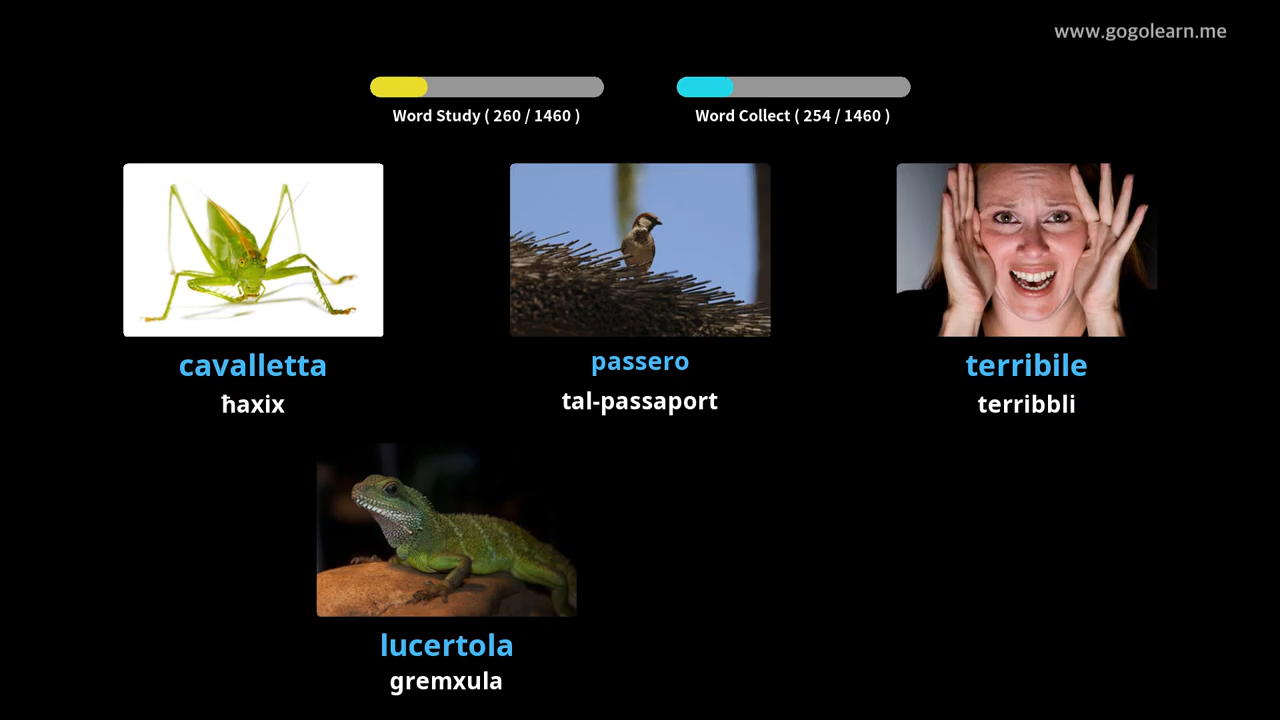 www.gogolearn.me
Word Study ( 260 / 1460 )
Word Collect ( 254 / 1460 )
cavalletta
ħaxix
passero
tal-passaport
terribile
terribbli
lucertola
gremxula